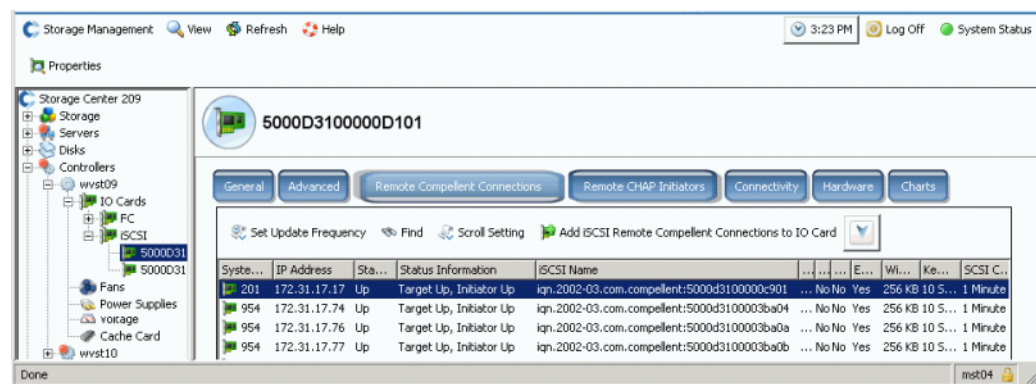 Storage Management View Refresh Help 3:23 PM Log Off System Status
Properties
Storage Center 209
Storage
Servers
Disks
Controllers
wvst09
IO Cards
FC
iSCSI
5000D31
5000D31
Fans
Power Supplies
Voltage
Cache Card
wvst10
5000D3100000D101
General Advanced Remote Compellent Connections Remote CHAP Initiators Connectivity Hardware Charts
Set Update Frequency Find Scroll Setting Add iSCSI Remote Compellent Connections to IO Card
Syste... IP Address Sta... Status Information iSCSI Name ... ... ... E... Wi... Ke... SCSI C..
201 172.31.17.17 Up Target Up, Initiator Up iqn.2002-03.com.compellent:5000d3100000c901 ... No No Yes 256 KB 10 S... 1 Minute
954 172.31.17.74 Up Target Up, Initiator Up iqn.2002-03.com.compellent:5000d3100003ba04 ... No No Yes 256 KB 10 S... 1 Minute
954 172.31.17.76 Up Target Up, Initiator Up iqn.2002-03.com.compellent:5000d3100003ba0a ... No No Yes 256 KB 10 S... 1 Minute
954 172.31.17.77 Up Target Up, Initiator Up iqn.2002-03.com.compellent:5000d3100003ba0b ... No No Yes 256 KB 10 S... 1 Minute
Done mst04